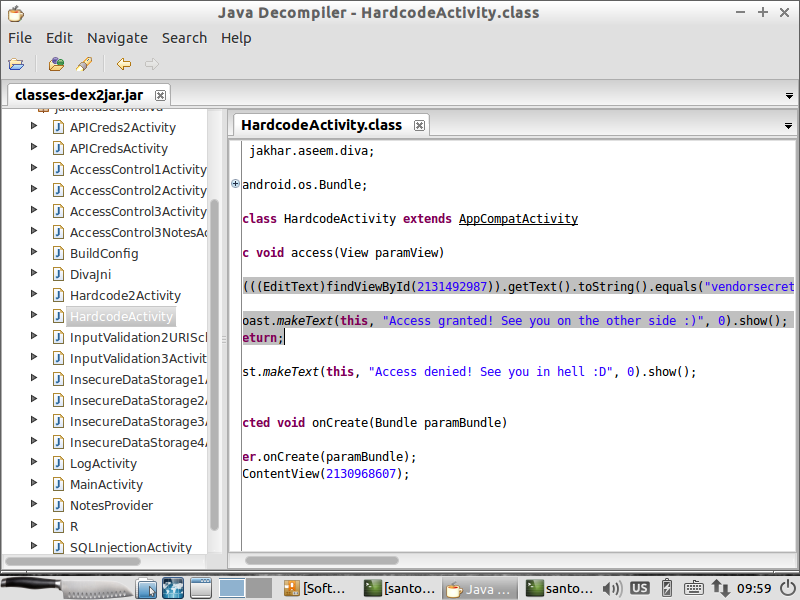 Java Decompiler - HardcodeActivity.class
File Edit Navigate Search Help
classes-dex2jar.jar
jakhar.aseem.diva
APICreds2Activity
APICredsActivity
AccessControl1Activity
AccessControl2Activity
AccessControl3Activity
AccessControl3NotesAc
BuildConfig
DivaJni
Hardcode2Activity
HardcodeActivity
InputValidation2URISc
InputValidation3Activit
InsecureDataStorage1
InsecureDataStorage2
InsecureDataStorage3
InsecureDataStorage4
LogActivity
MainActivity
NotesProvider
R
SQLInjectionActivity
HardcodeActivity.class
jakhar.aseem.diva;
android.os.Bundle;
class HardcodeActivity extends AppCompatActivity
c void access(View paramView)
(((EditText)findViewById(2131492987)).getText().toString().equals("vendorsecret
oast.makeText(this, "Access granted! See you on the other side :)", 0).show();
eturn;
st.makeText(this, "Access denied! See you in hell :D", 0).show();
cted void onCreate(Bundle paramBundle)
er.onCreate(paramBundle);
ContentView(2130968607);
[Soft... [santo... Java ... santo... US 09:59